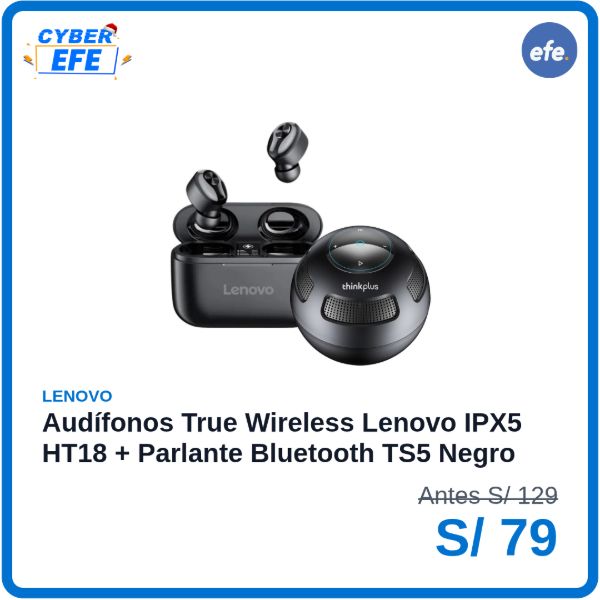 CYBER
EFE
efe.
Lenovo
thinkplus
LENOVO
Audífonos True Wireless Lenovo IPX5
HT18 + Parlante Bluetooth TS5 Negro
Antes S/ 129
S/ 79